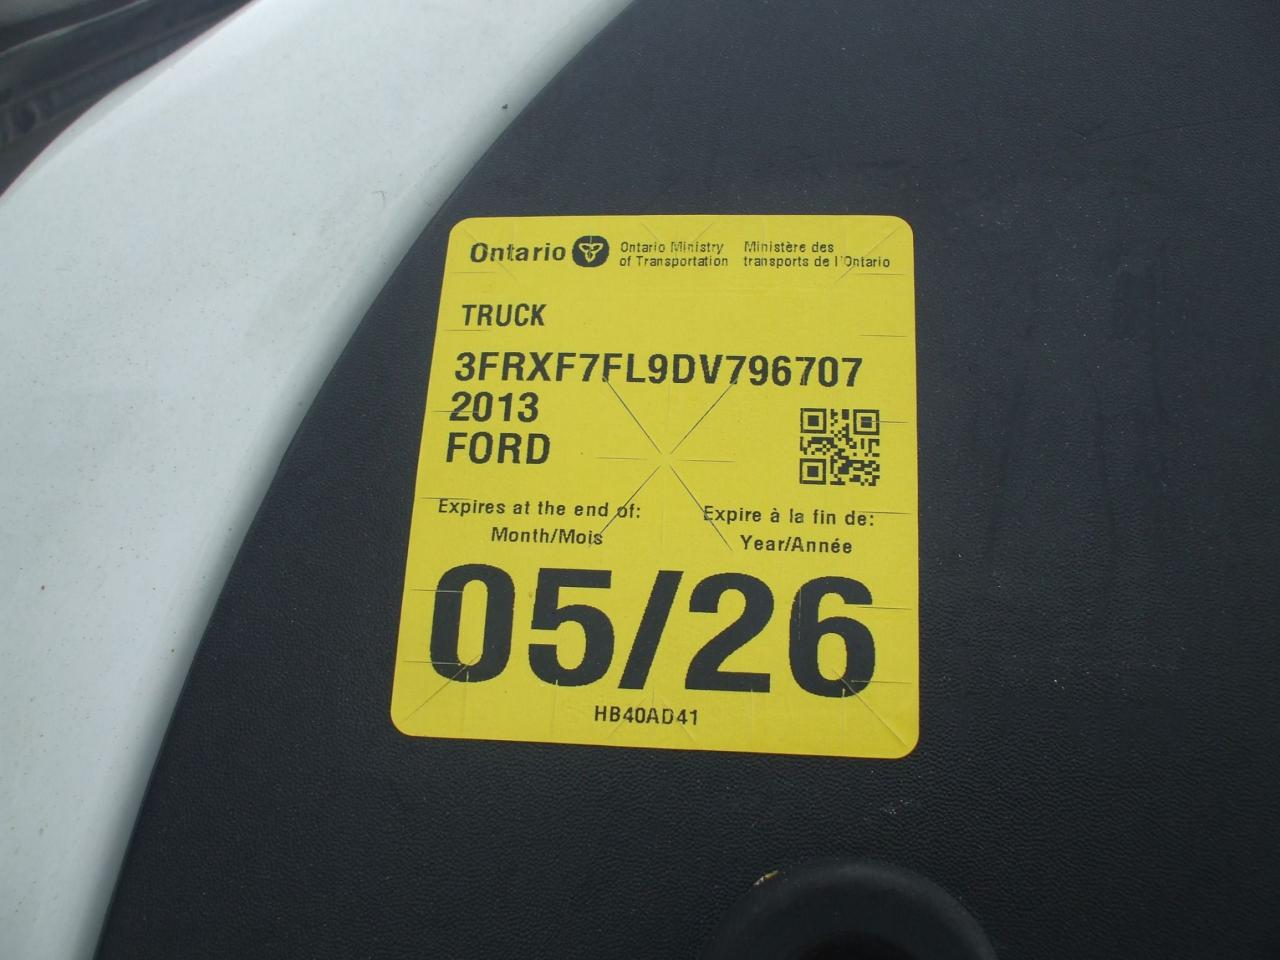 Ontario Ontario Ministry of Transportation Ministère des transports de l'Ontario
TRUCK
3FRXF7FL9DV796707
2013
FORD
Expires at the end of: Expire à la fin de:
Month/Mois Year/Année
05/26
HB40AD41